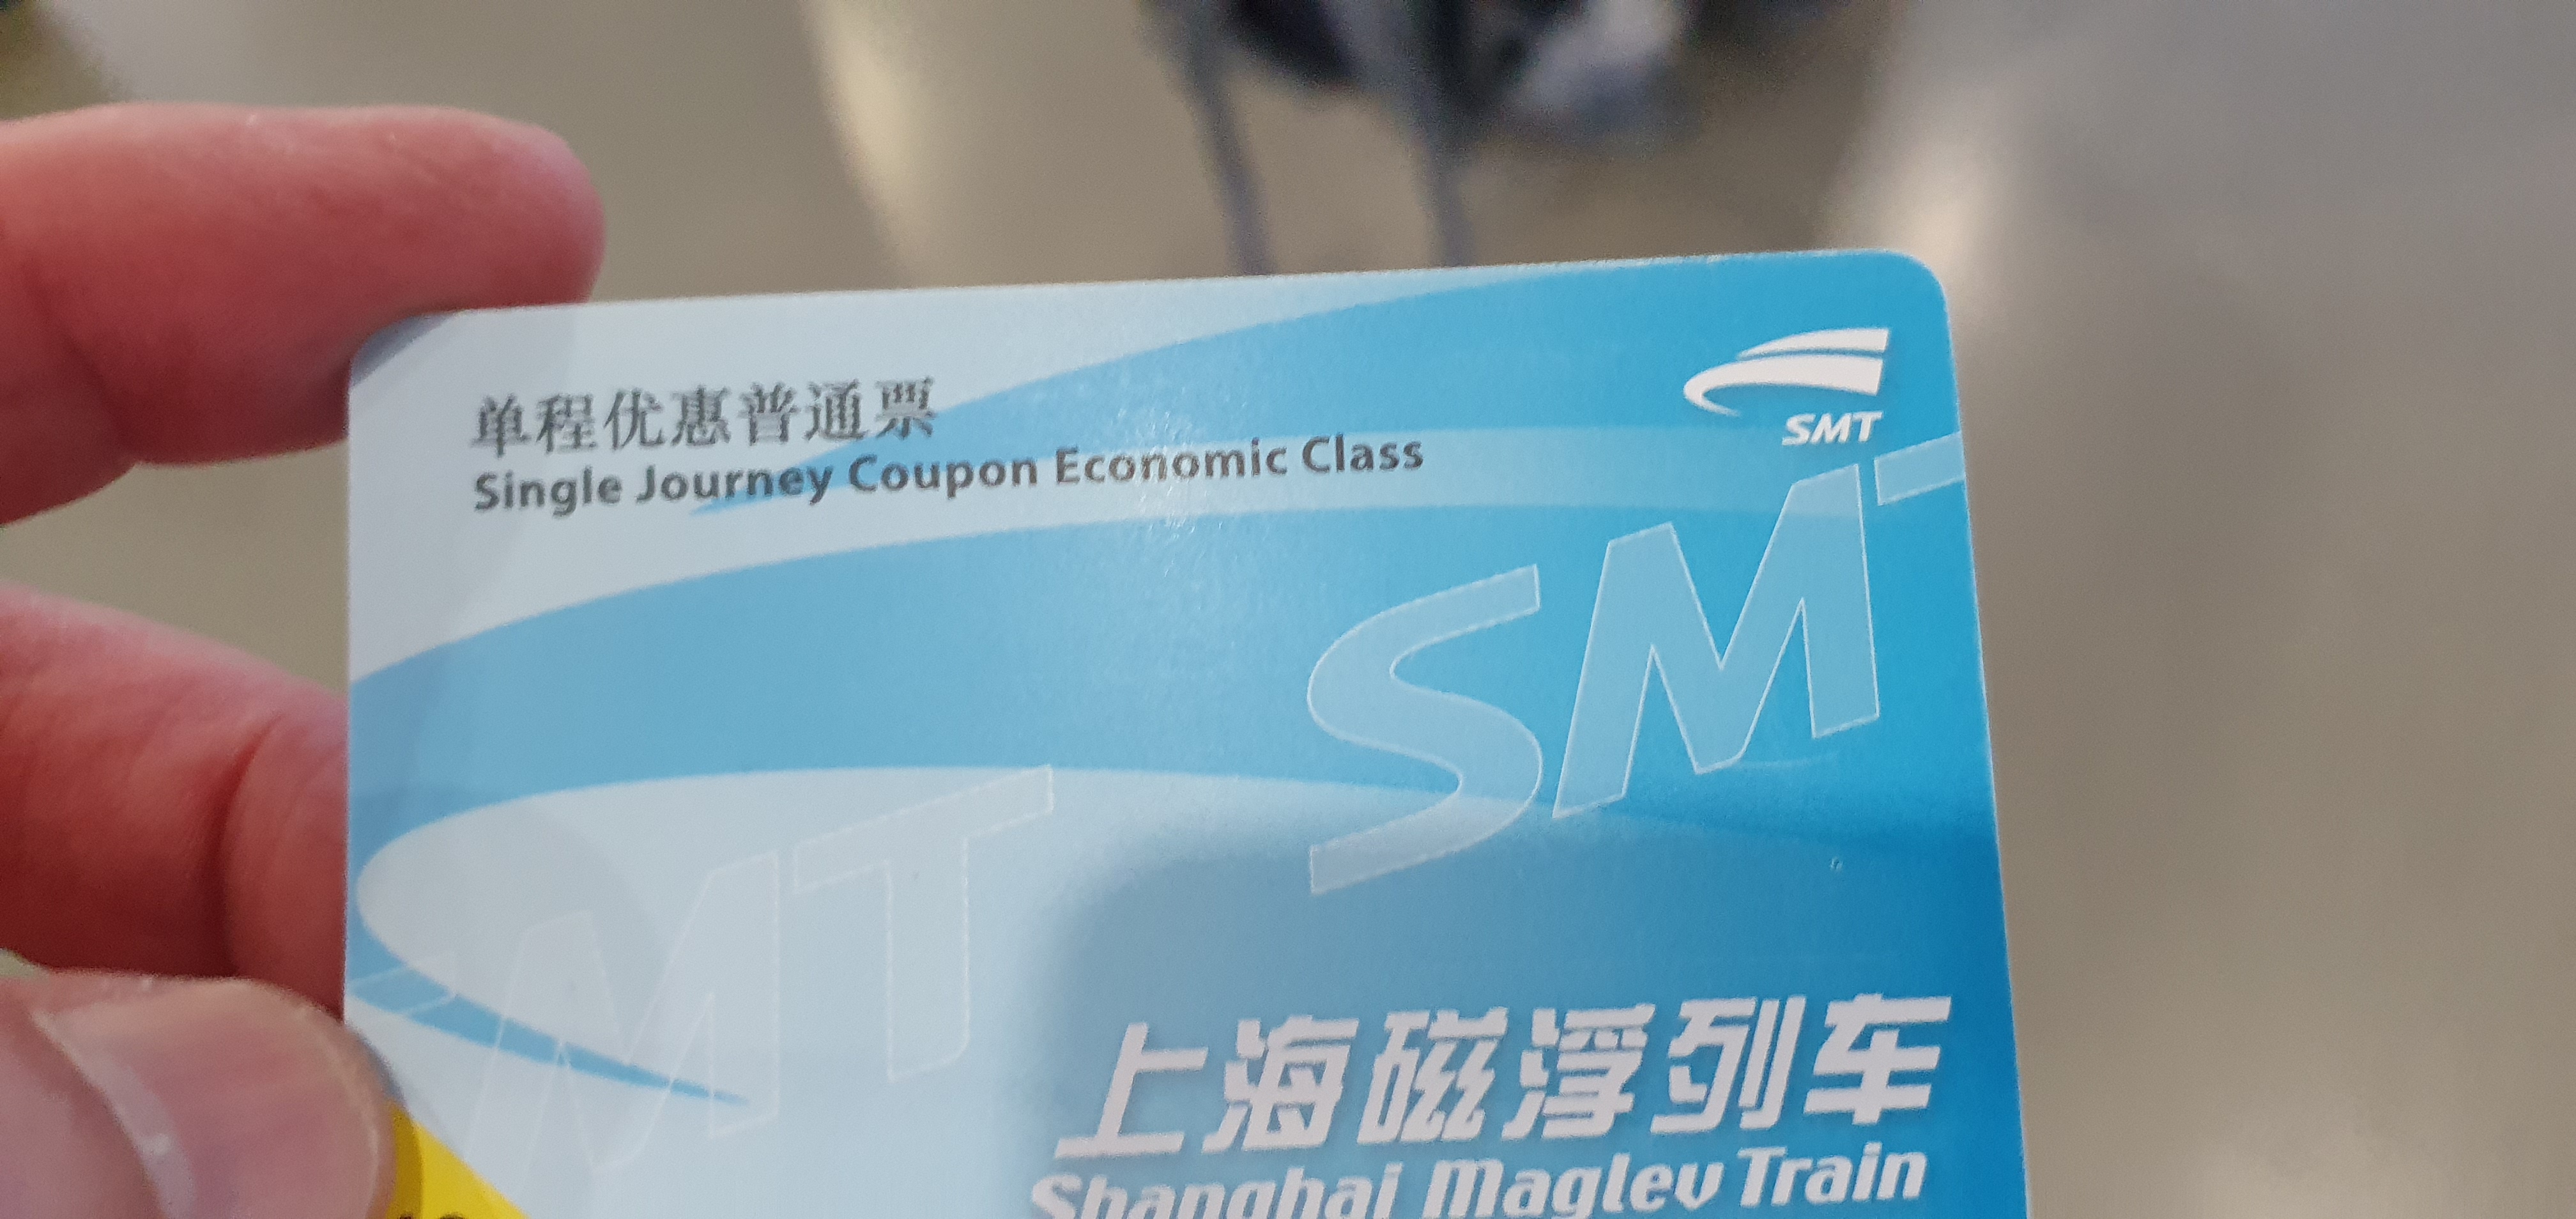 单程优惠普通票
Single Journey Coupon Economic Class
SMT
SMT
MT
上海磁浮列车
Shanghai Maglev Train